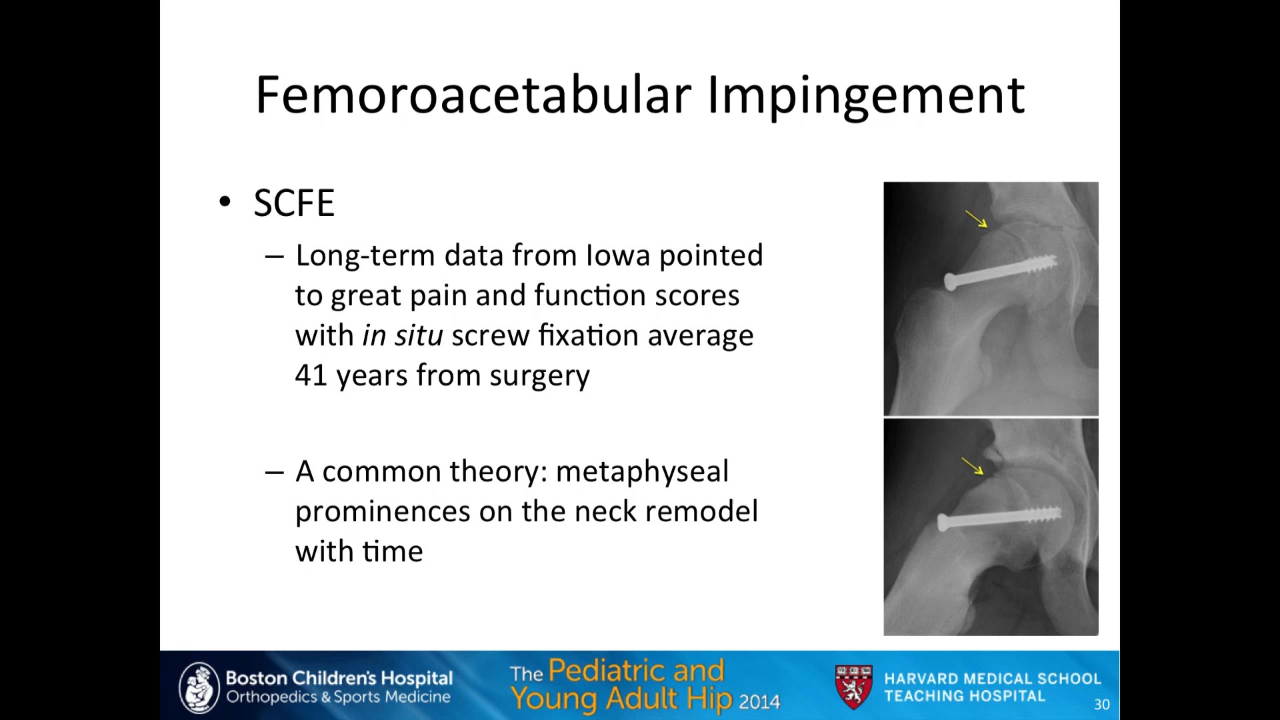 Femoroacetabular Impingement
• SCFE
– Long-term data from Iowa pointed
to great pain and function scores
with in situ screw fixation average
41 years from surgery
– A common theory: metaphyseal
prominences on the neck remodel
with time
Boston Children's Hospital
Orthopedics & Sports Medicine
The Pediatric and
Young Adult Hip 2014
HARVARD MEDICAL SCHOOL
TEACHING HOSPITAL
30